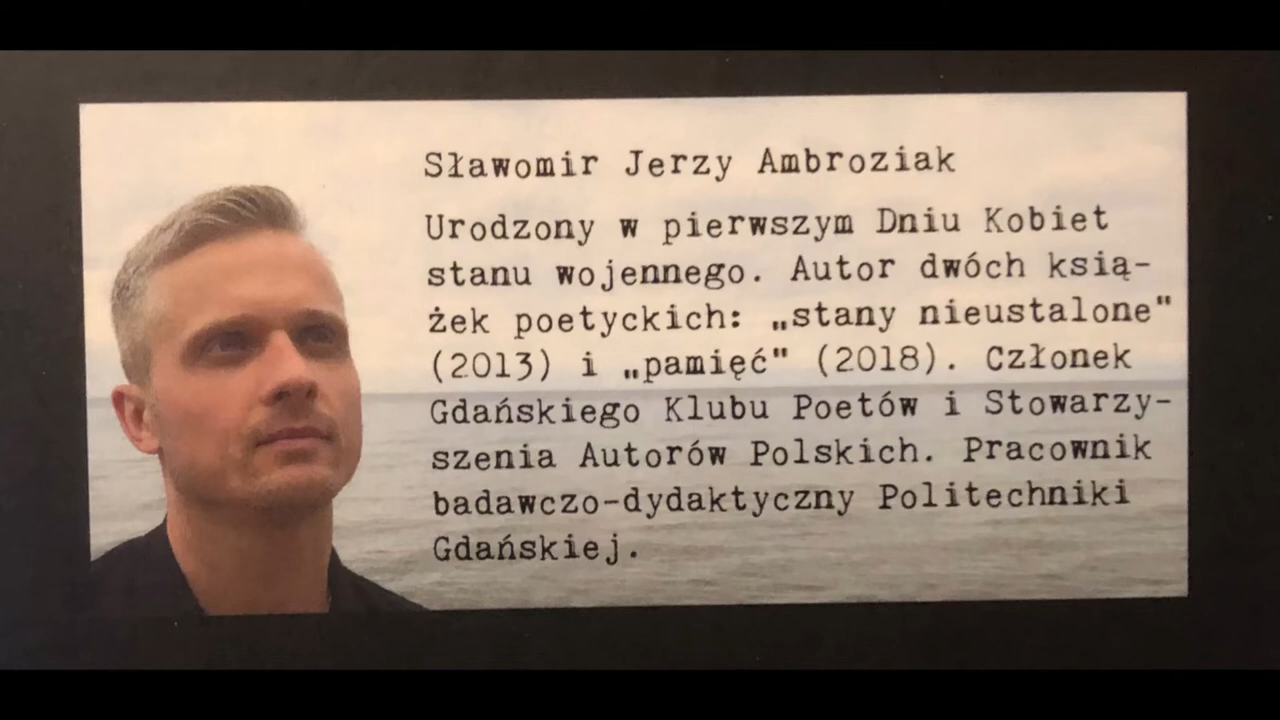 Sławomir Jerzy Ambroziak
Urodzony w pierwszym Dniu Kobiet
stanu wojennego. Autor dwóch ksią-
żek poetyckich: „stany nieustalone"
(2013) i „pamięć" (2018). Członek
Gdańskiego Klubu Poetów i Stowarzy-
szenia Autorów Polskich. Pracownik
badawczo-dydaktyczny Politechniki
Gdańskiej.